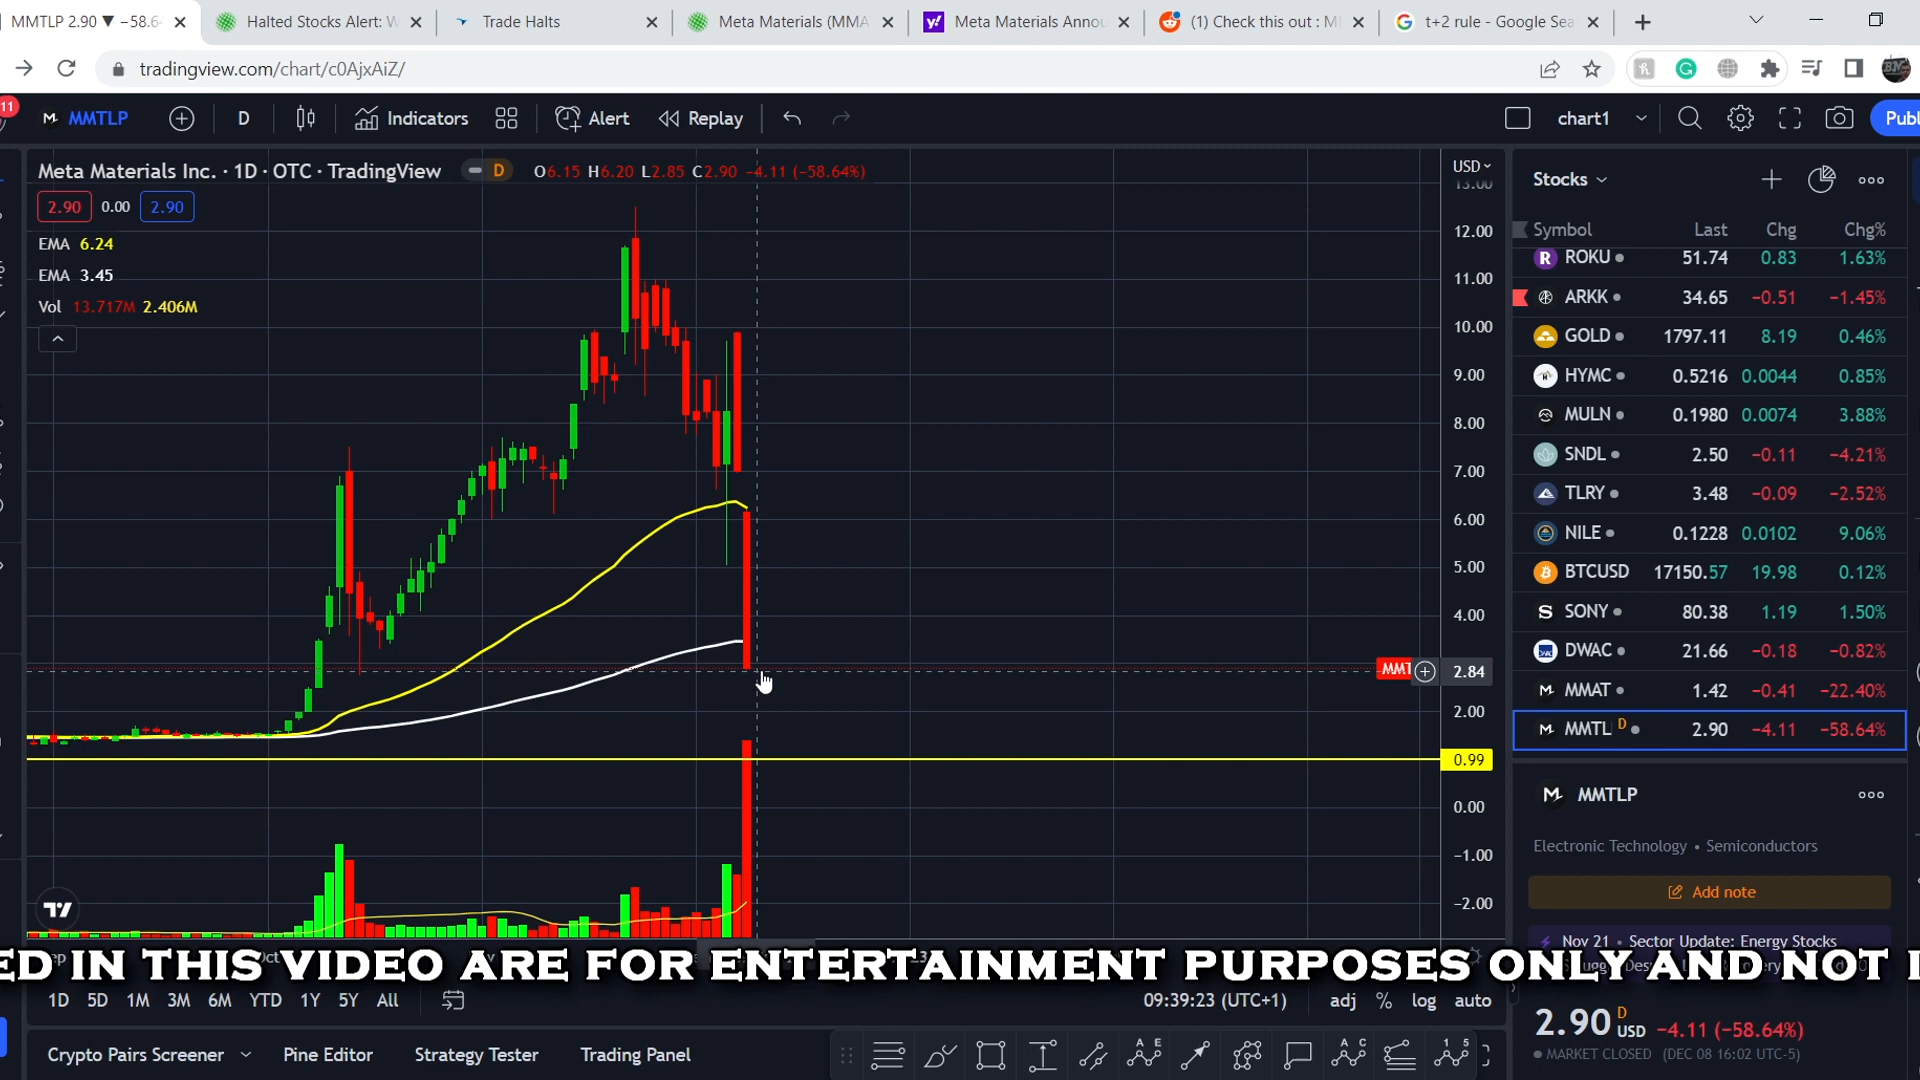 MMTLP 2.90 ▼ −58.6
Halted Stocks Alert: W
Trade Halts
Meta Materials (MMA
Meta Materials Annou
(1) Check this out : M
t+2 rule - Google Sea
tradingview.com/chart/c0AjxAiZ/
11
MMTLP
D
Indicators
Alert
Replay
chart1
Publ
Meta Materials Inc. · 1D · OTC · TradingView
D
O6.15 H6.20 L2.85 C2.90 −4.11 (−58.64%)
2.90
0.00
2.90
EMA 6.24
EMA 3.45
Vol 13.717M 2.406M
USD
13.00
12.00
11.00
10.00
9.00
8.00
7.00
6.00
5.00
4.00
MMT
2.84
2.00
0.99
0.00
−1.00
−2.00
Stocks
Symbol Last Chg Chg%
ROKU 51.74 0.83 1.63%
ARKK 34.65 −0.51 −1.45%
GOLD 1797.11 8.19 0.46%
HYMC 0.5216 0.0044 0.85%
MULN 0.1980 0.0074 3.88%
SNDL 2.50 −0.11 −4.21%
TLRY 3.48 −0.09 −2.52%
NILE 0.1228 0.0102 9.06%
BTCUSD 17150.57 19.98 0.12%
SONY 80.38 1.19 1.50%
DWAC 21.66 −0.18 −0.82%
MMAT 1.42 −0.41 −22.40%
MMTL D 2.90 −4.11 −58.64%
MMTLP
Electronic Technology • Semiconductors
Add note
Nov 21 • Sector Update: Energy Stocks
ED IN THIS VIDEO ARE FOR ENTERTAINMENT PURPOSES ONLY AND NOT I
1D 5D 1M 3M 6M YTD 1Y 5Y All
09:39:23 (UTC+1)
adj % log auto
2.90 D USD −4.11 (−58.64%)
MARKET CLOSED (DEC 08 16:02 UTC-5)
Crypto Pairs Screener
Pine Editor
Strategy Tester
Trading Panel